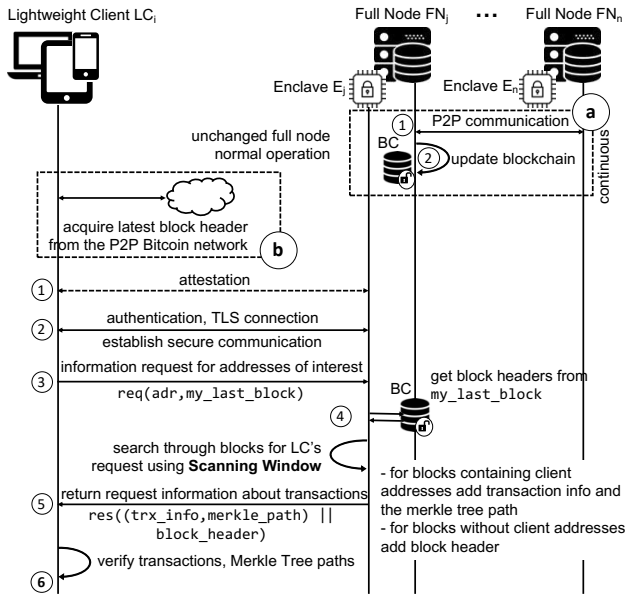 Lightweight Client LCi
Full Node FNj
...
Full Node FNn
Enclave Ej
Enclave En
a
1
P2P communication
unchanged full node
normal operation
BC
2
update blockchain
continuous
acquire latest block header
from the P2P Bitcoin network
b
1
attestation
2
authentication, TLS connection
establish secure communication
information request for addresses of interest
3
req(adr,my_last_block)
BC
get block headers from
my_last_block
4
search through blocks for LC's
request using Scanning Window
return request information about transactions
5
res((trx_info,merkle_path) ||
block_header)
- for blocks containing client
addresses add transaction info and
the merkle tree path
- for blocks without client addresses
add block header
verify transactions, Merkle Tree paths
6